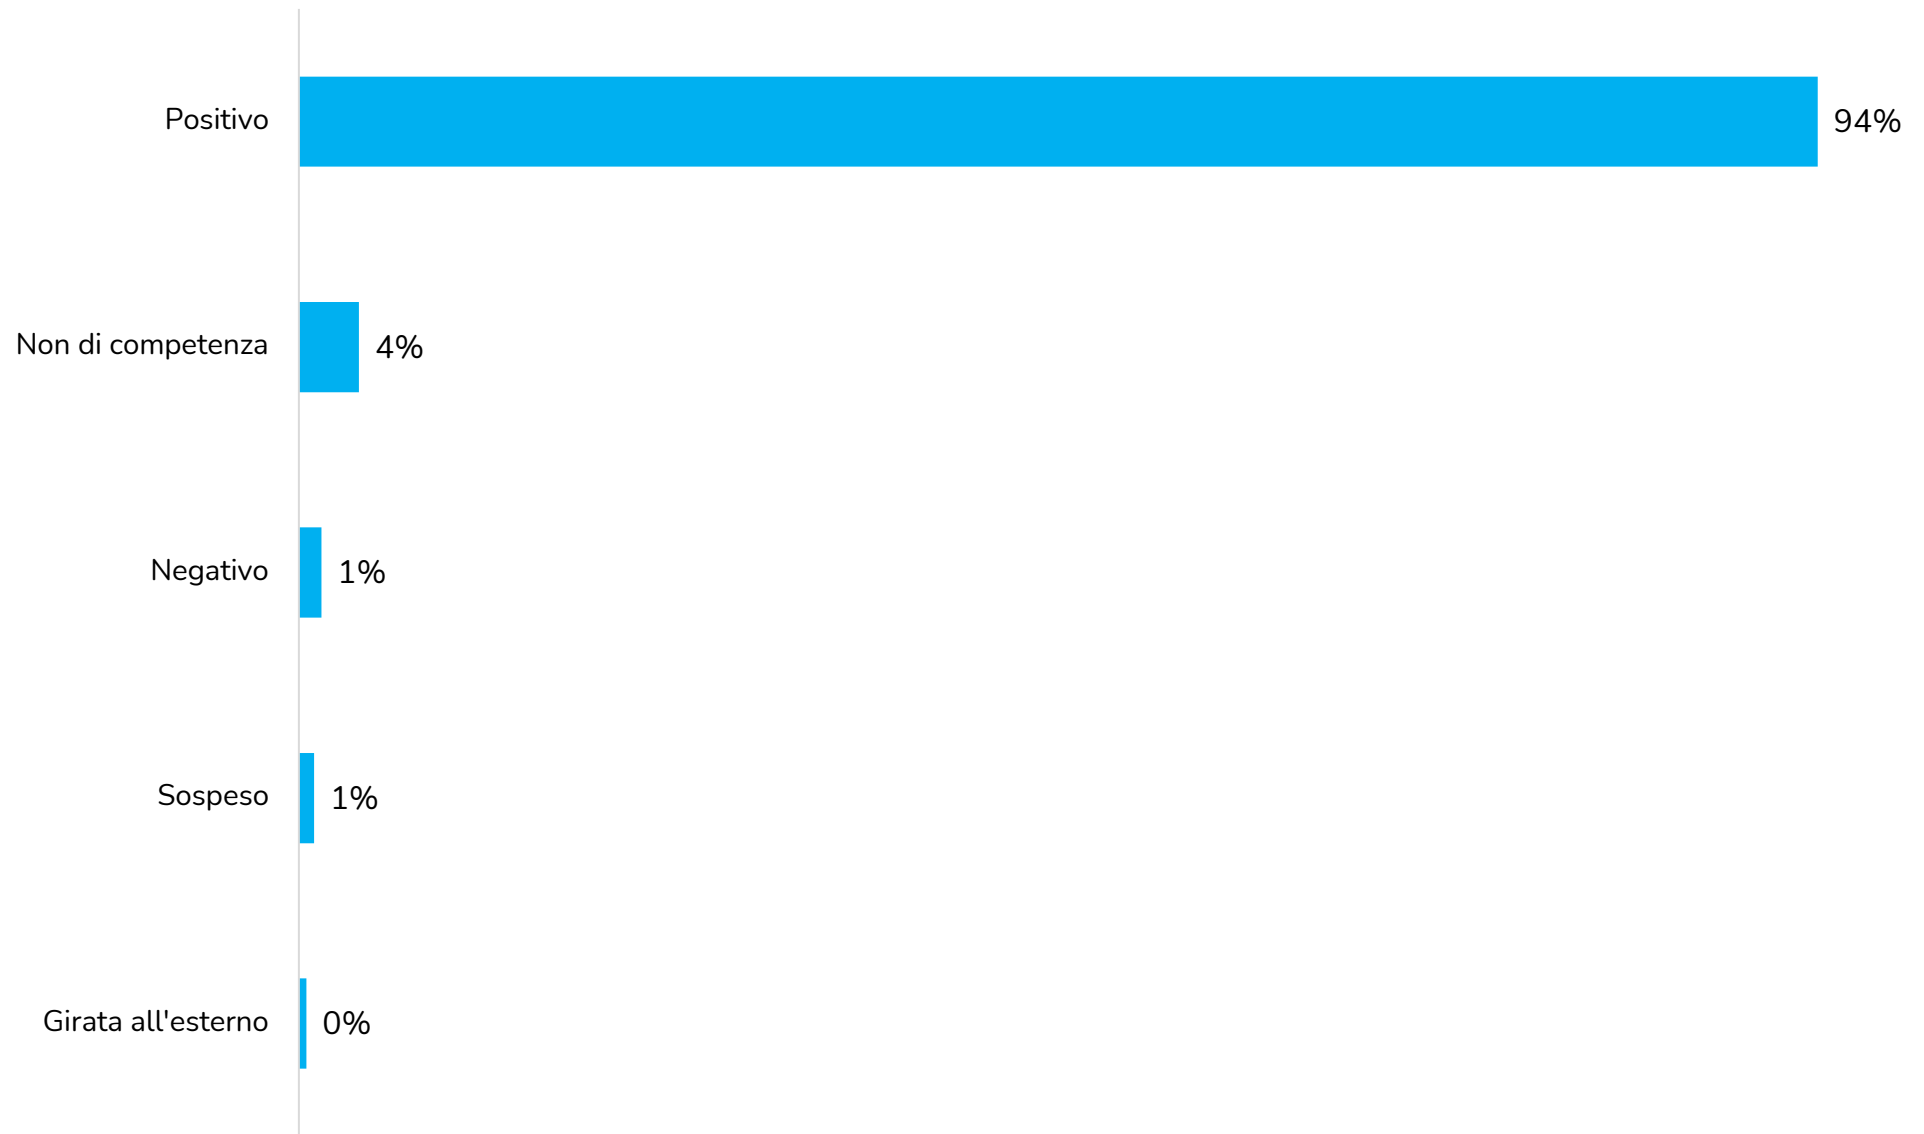 Positivo 94%
Non di competenza 4%
Negativo 1%
Sospeso 1%
Girata all'esterno 0%